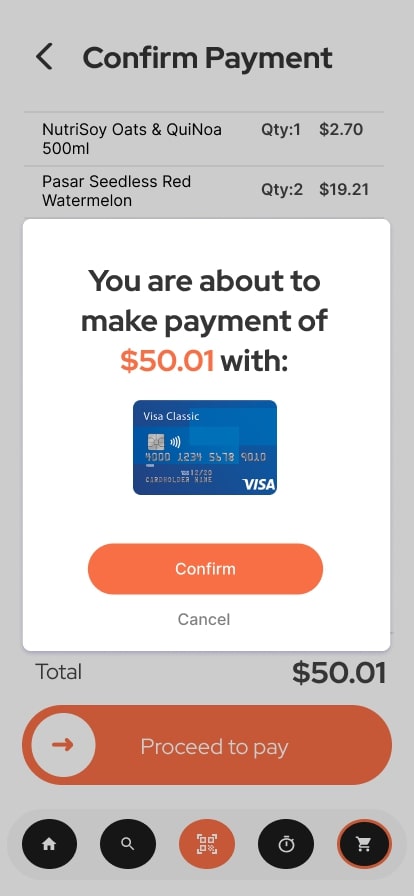 Confirm Payment
NutriSoy Oats & QuiNoa Qty:1 $2.70
500ml
Pasar Seedless Red
Watermelon Qty:2 $19.21
You are about to
make payment of
$50.01 with:
Visa Classic
4000 1234 5678 9010
12/20
CARDHOLDER NAME
VISA
Confirm
Cancel
Total $50.01
Proceed to pay